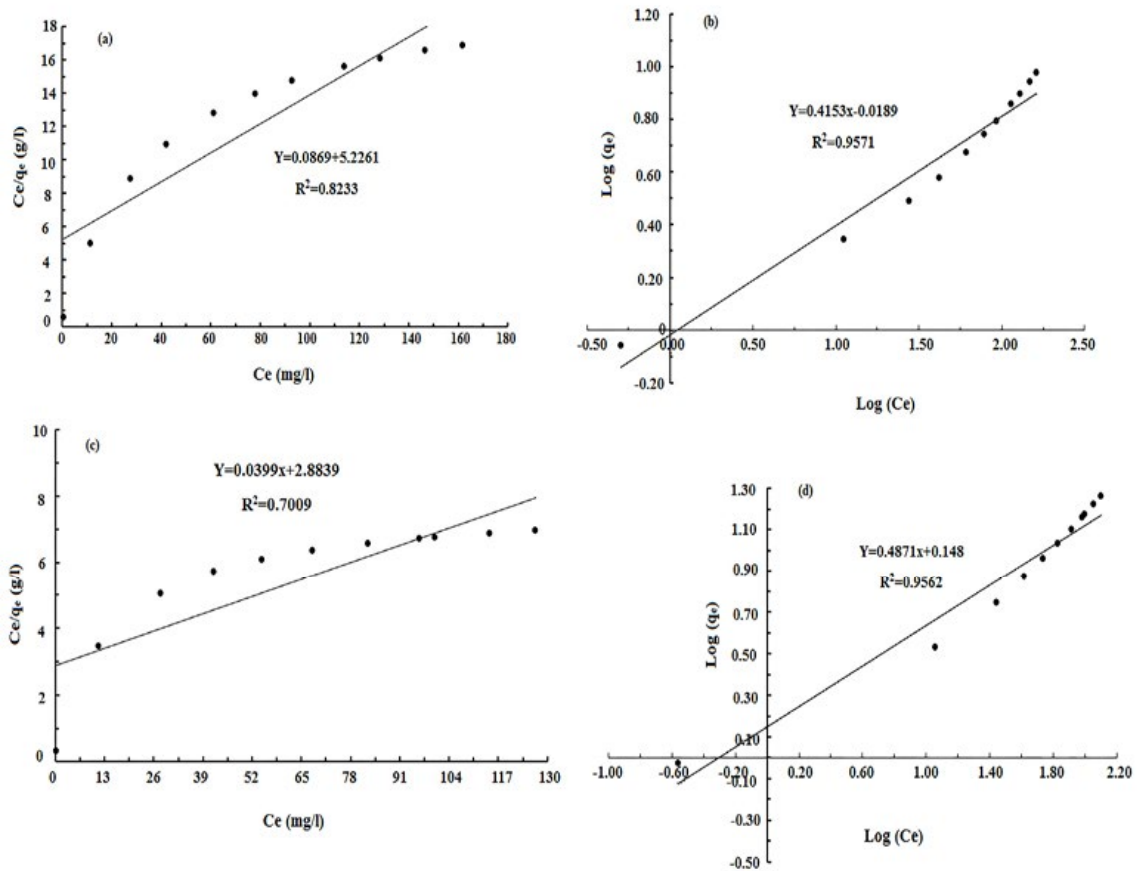 (a)
18
16
14
12
10
8
6
4
2
0
Ce/qe (g/l)
Y=0.0869+5.2261
R2=0.8233
0 20 40 60 80 100 120 140 160 180
Ce (mg/l)
(b)
1.20
1.00
0.80
0.60
0.40
0.20
0
-0.20
Log (qe)
Y=0.4153x-0.0189
R2=0.9571
-0.50 0.00 1.00 1.50 2.00 2.50
Log (Ce)
(c)
10
8
6
4
2
0
Ce/qe (g/l)
Y=0.0399x+2.8839
R2=0.7009
0 13 26 39 52 78 78 91 104 117 130
Ce (mg/l)
(d)
1.30
1.10
0.90
0.70
0.50
0.30
0.10
-0.10
-0.30
-0.50
Log (qe)
Y=0.4871x+0.148
R2=0.9562
-1.00 -0.60 -0.20 0.20 0.60 1.00 1.40 1.80 2.20
Log (Ce)